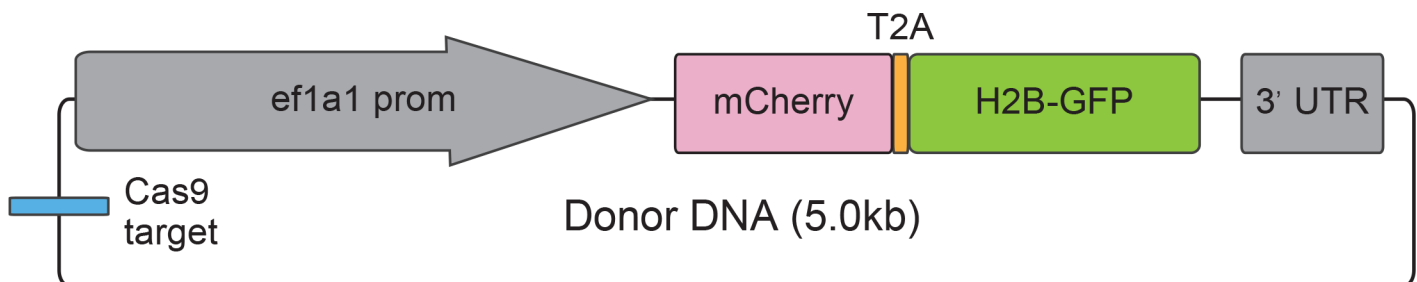 T2A
ef1a1 prom
mCherry
H2B-GFP
3’ UTR
Cas9
target
Donor DNA (5.0kb)